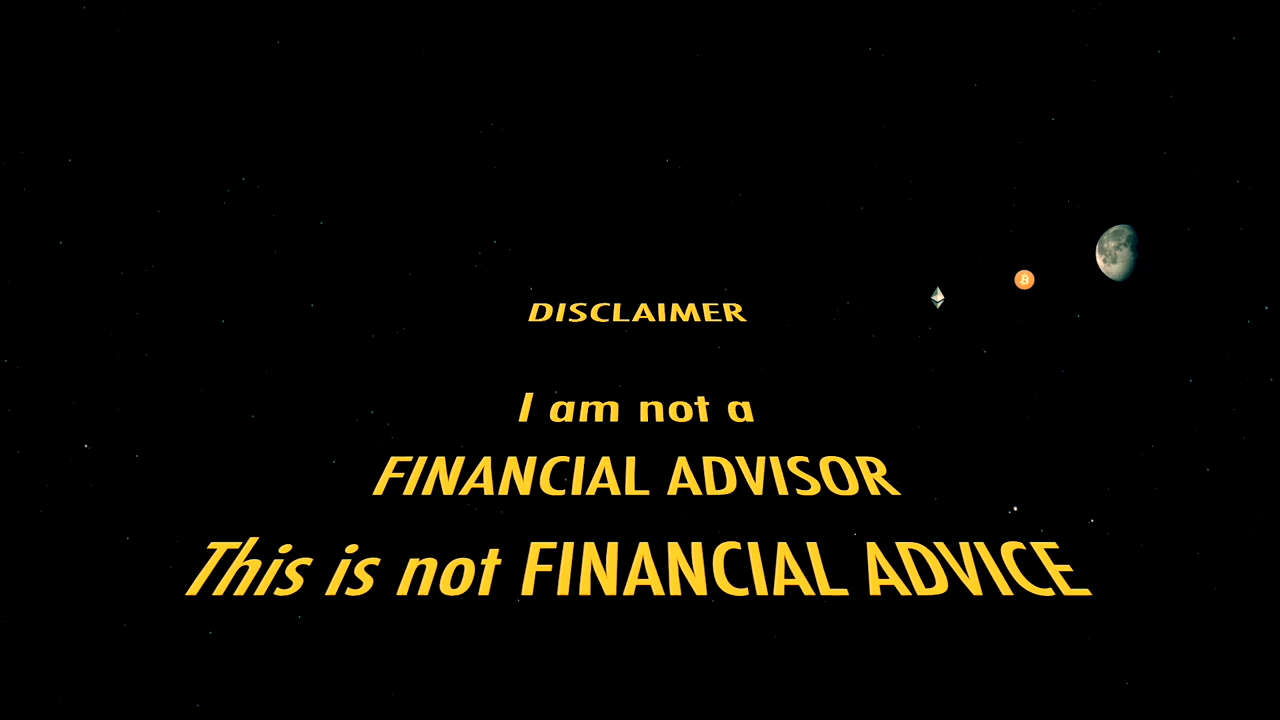 DISCLAIMER
I am not a
FINANCIAL ADVISOR
This is not FINANCIAL ADVICE